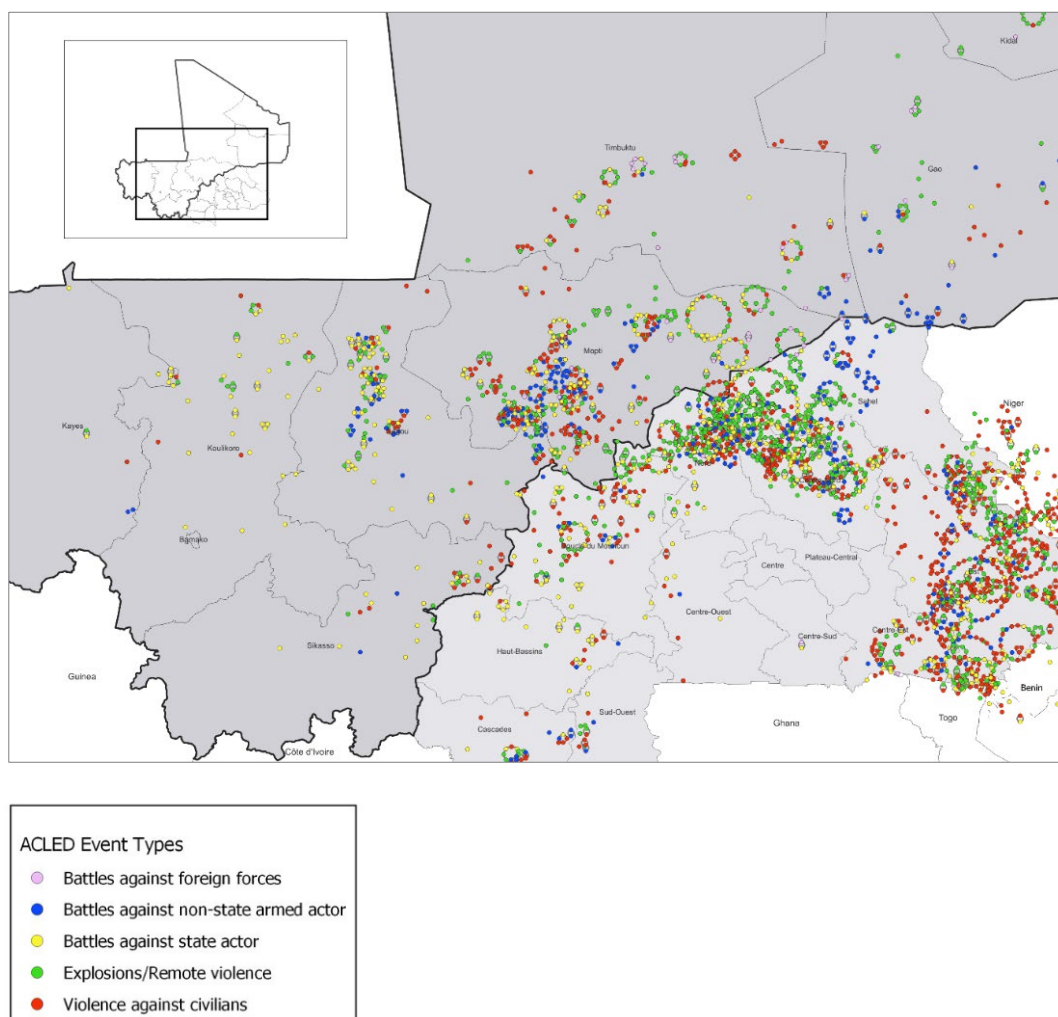 Kidal
Timbuktu
Gao
Mopti
Kayes
Koulikoro
Sahel
Niger
Nord
Bamako
Boucle du Mouhoun
Plateau-Central
Centre
Est
Centre-Ouest
Centre-Est
Centre-Sud
Sikasso
Haut-Bassins
Guinea
Benin
Sud-Ouest
Ghana
Togo
Cascades
Côte d'Ivoire
ACLED Event Types
Battles against foreign forces
Battles against non-state armed actor
Battles against state actor
Explosions/Remote violence
Violence against civilians